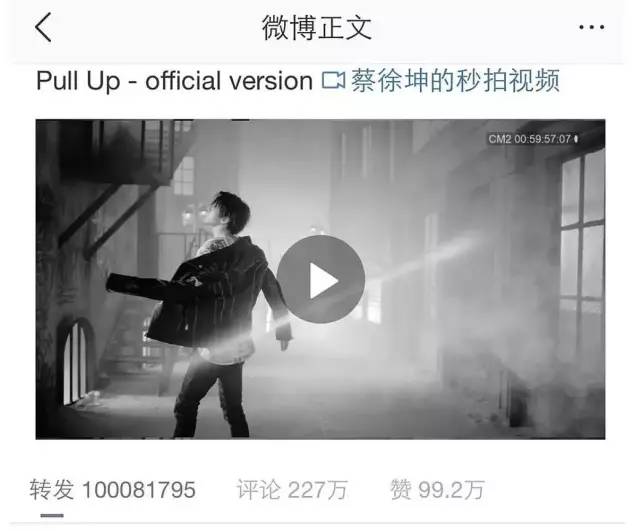 微博正文
Pull Up - official version 蔡徐坤的秒拍视频
CM2 00:59:57:07
转发 100081795 评论 227万 赞 99.2万